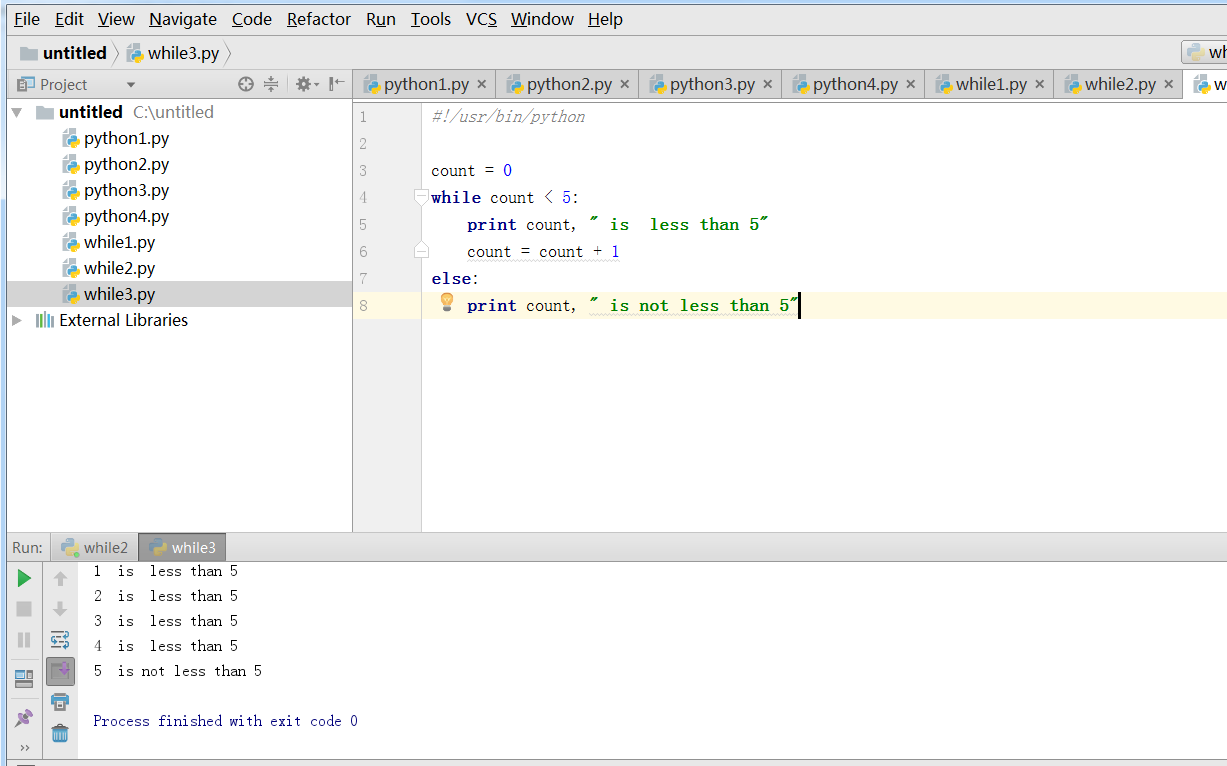 File Edit View Navigate Code Refactor Run Tools VCS Window Help
untitled while3.py
Project python1.py python2.py python3.py python4.py while1.py while2.py
untitled C:\untitled
python1.py
python2.py
python3.py
python4.py
while1.py
while2.py
while3.py
External Libraries
1 #!/usr/bin/python
2
3 count = 0
4 while count < 5:
5 print count, " is  less than 5"
6 count = count + 1
7 else:
8 print count, " is not less than 5"
Run: while2 while3
1  is  less than 5
2  is  less than 5
3  is  less than 5
4  is  less than 5
5  is not less than 5
Process finished with exit code 0